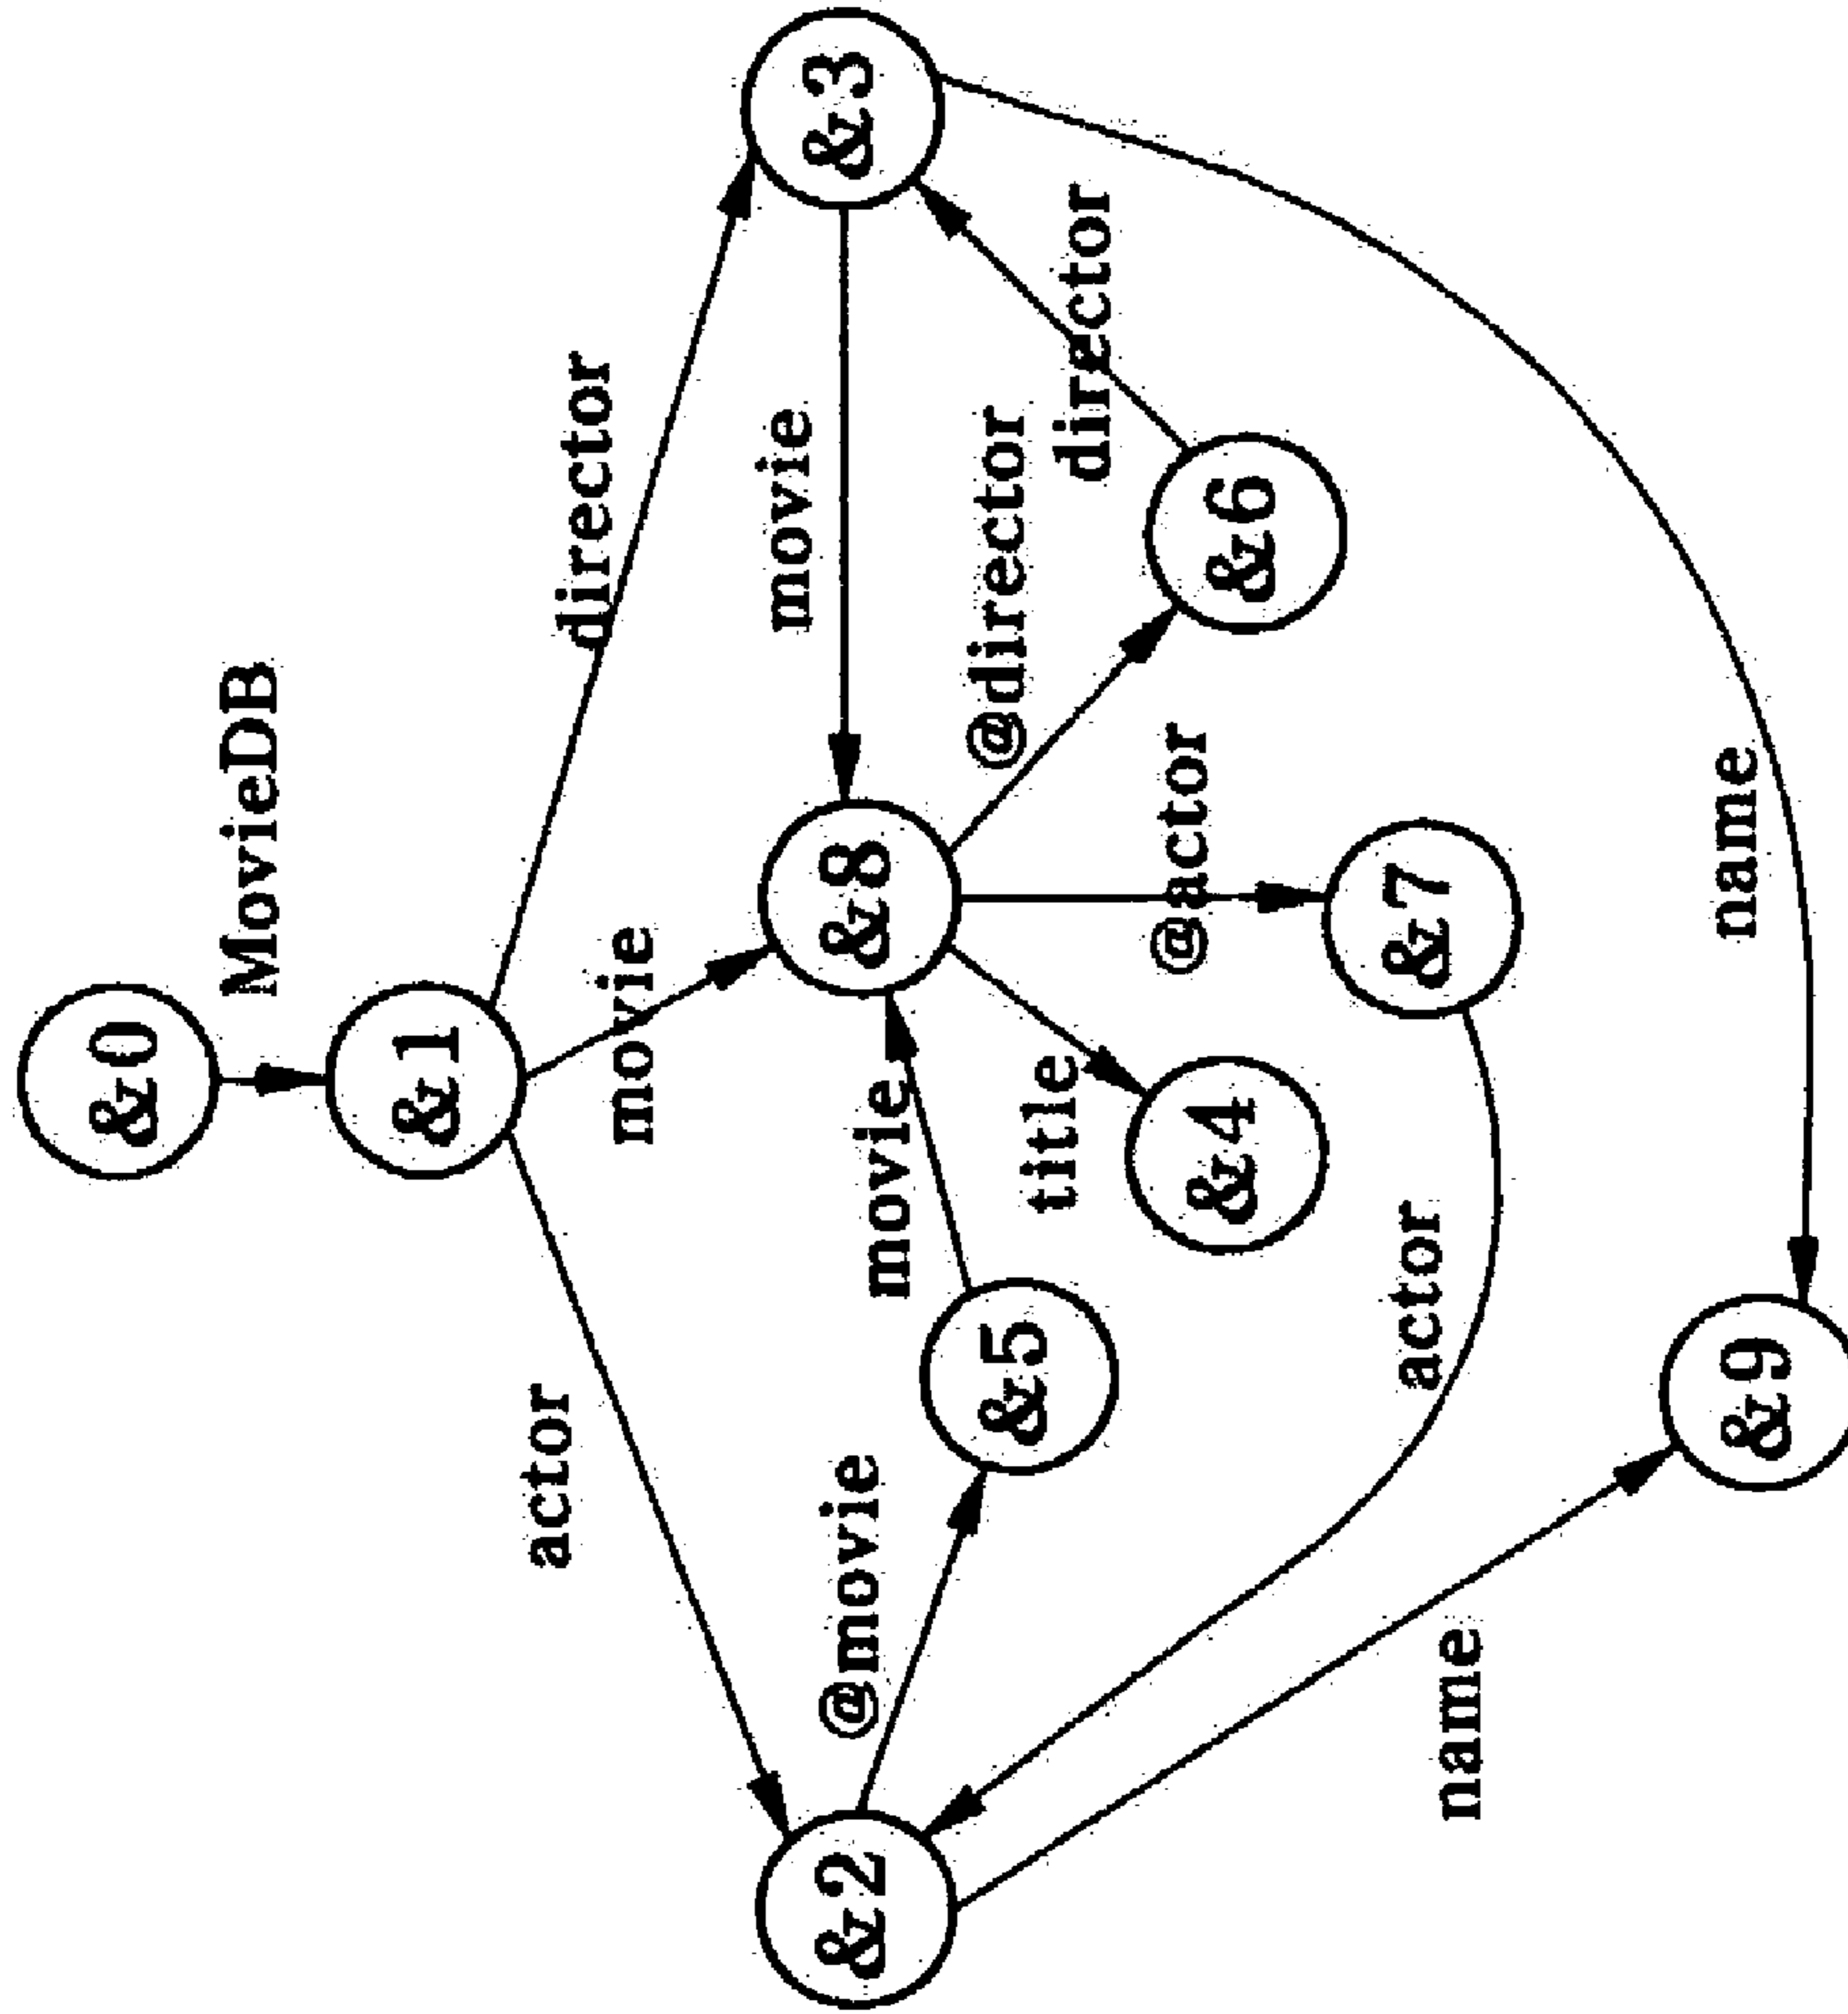 &0
MovieDB
&1
actor
movie
director
&2
@movie
&5
movie
&8
movie
&3
title
@director
director
&4
@actor
&6
&7
actor
name
&9
name